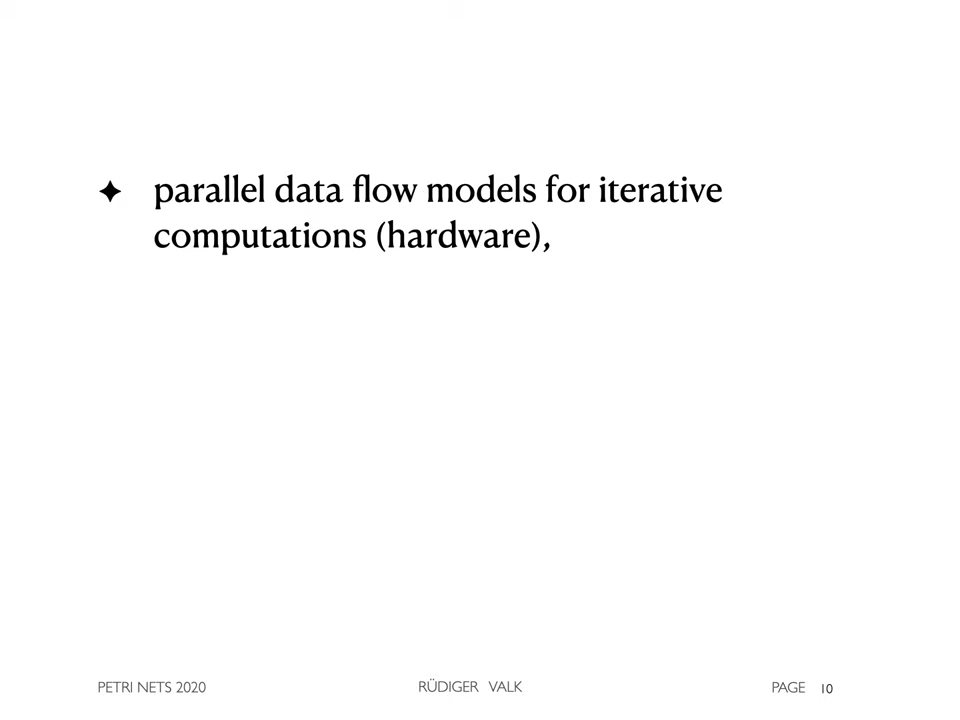 ✦ parallel data flow models for iterative
computations (hardware),
PETRI NETS 2020 RÜDIGER VALK PAGE 10